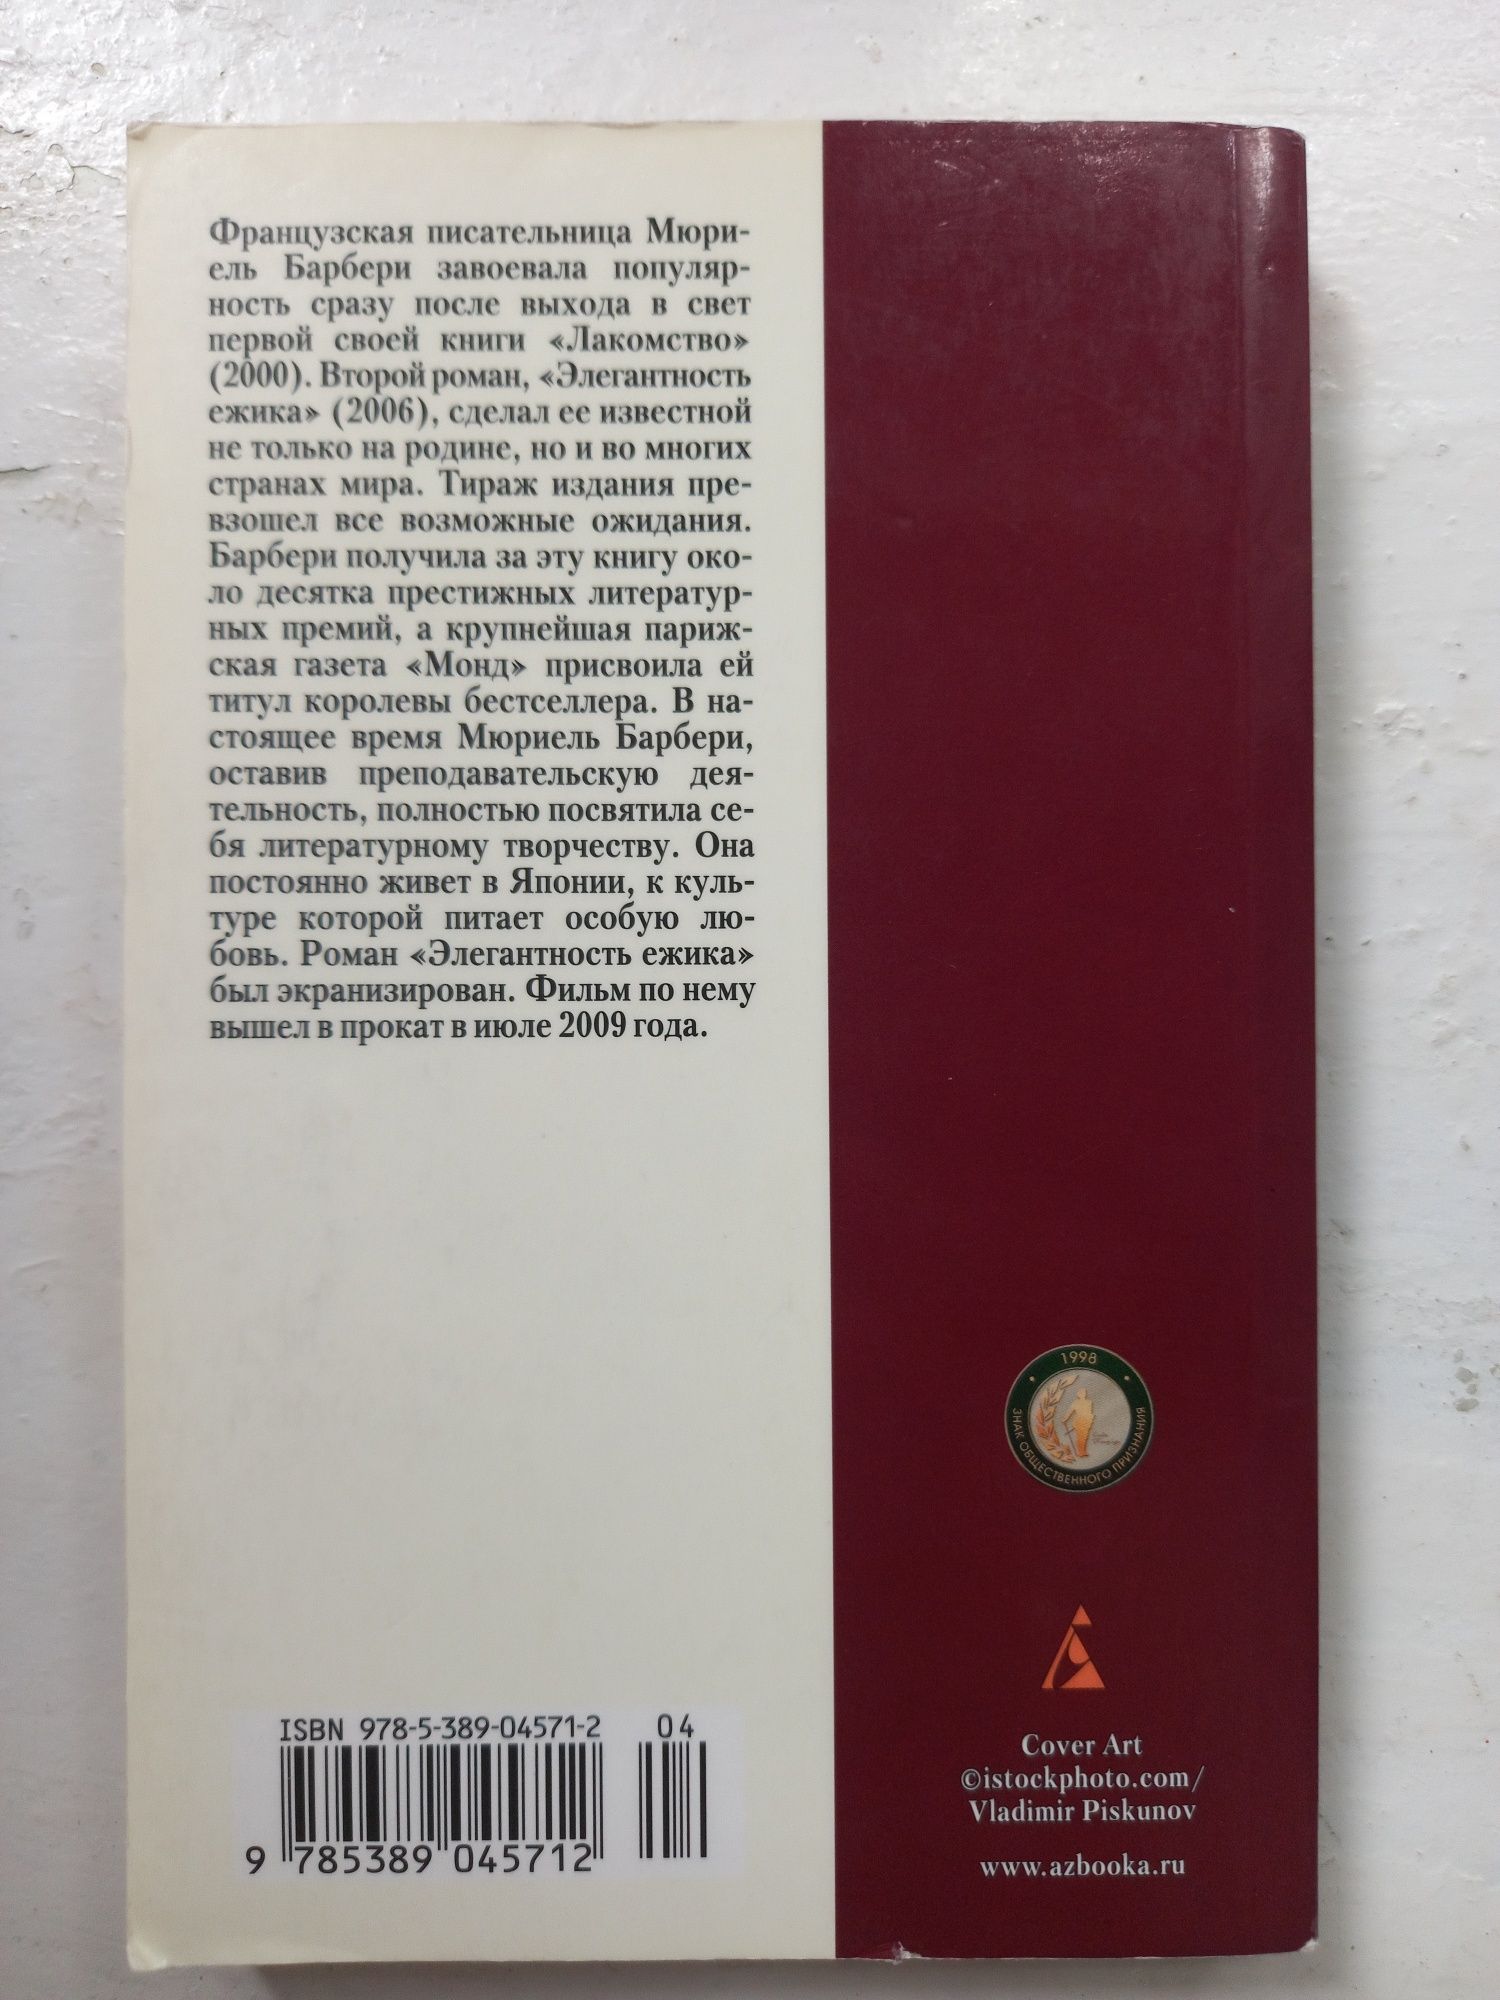 Французская писательница Мюри-
ель Барбери завоевала популяр-
ность сразу после выхода в свет
первой своей книги «Лакомство»
(2000). Второй роман, «Элегантность
ежика» (2006), сделал ее известной
не только на родине, но и во многих
странах мира. Тираж издания пре-
взошел все возможные ожидания.
Барбери получила за эту книгу око-
ло десятка престижных литератур-
ных премий, а крупнейшая париж-
ская газета «Монд» присвоила ей
титул королевы бестселлера. В на-
стоящее время Мюриель Барбери,
оставив преподавательскую дея-
тельность, полностью посвятила се-
бя литературному творчеству. Она
постоянно живет в Японии, к куль-
туре которой питает особую лю-
бовь. Роман «Элегантность ежика»
был экранизирован. Фильм по нему
вышел в прокат в июле 2009 года.
ISBN 978-5-389-04571-2 04
9 785389 045712
1998
ЗНАК ОБЩЕСТВЕННОГО ПРИЗНАНИЯ
Cover Art
©istockphoto.com/
Vladimir Piskunov
www.azbooka.ru